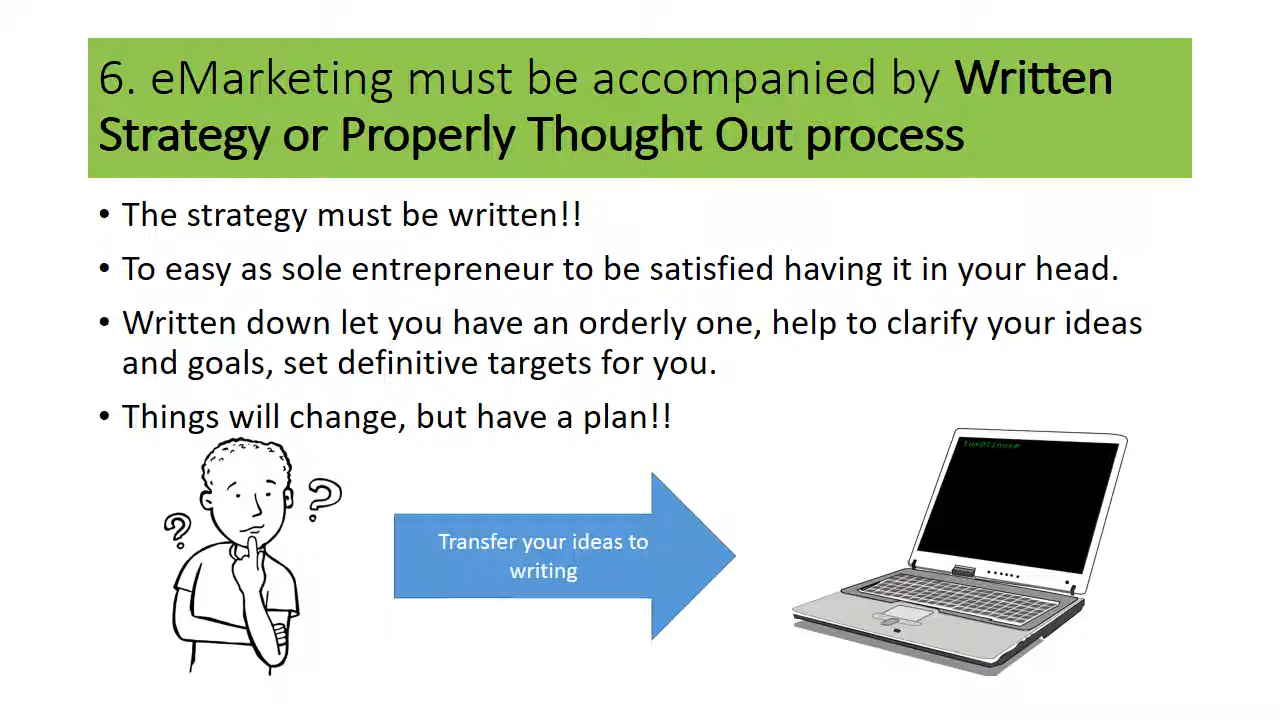 6. eMarketing must be accompanied by Written
Strategy or Properly Thought Out process
• The strategy must be written!!
• To easy as sole entrepreneur to be satisfied having it in your head.
• Written down let you have an orderly one, help to clarify your ideas
and goals, set definitive targets for you.
• Things will change, but have a plan!!
?
?
Transfer your ideas to
writing